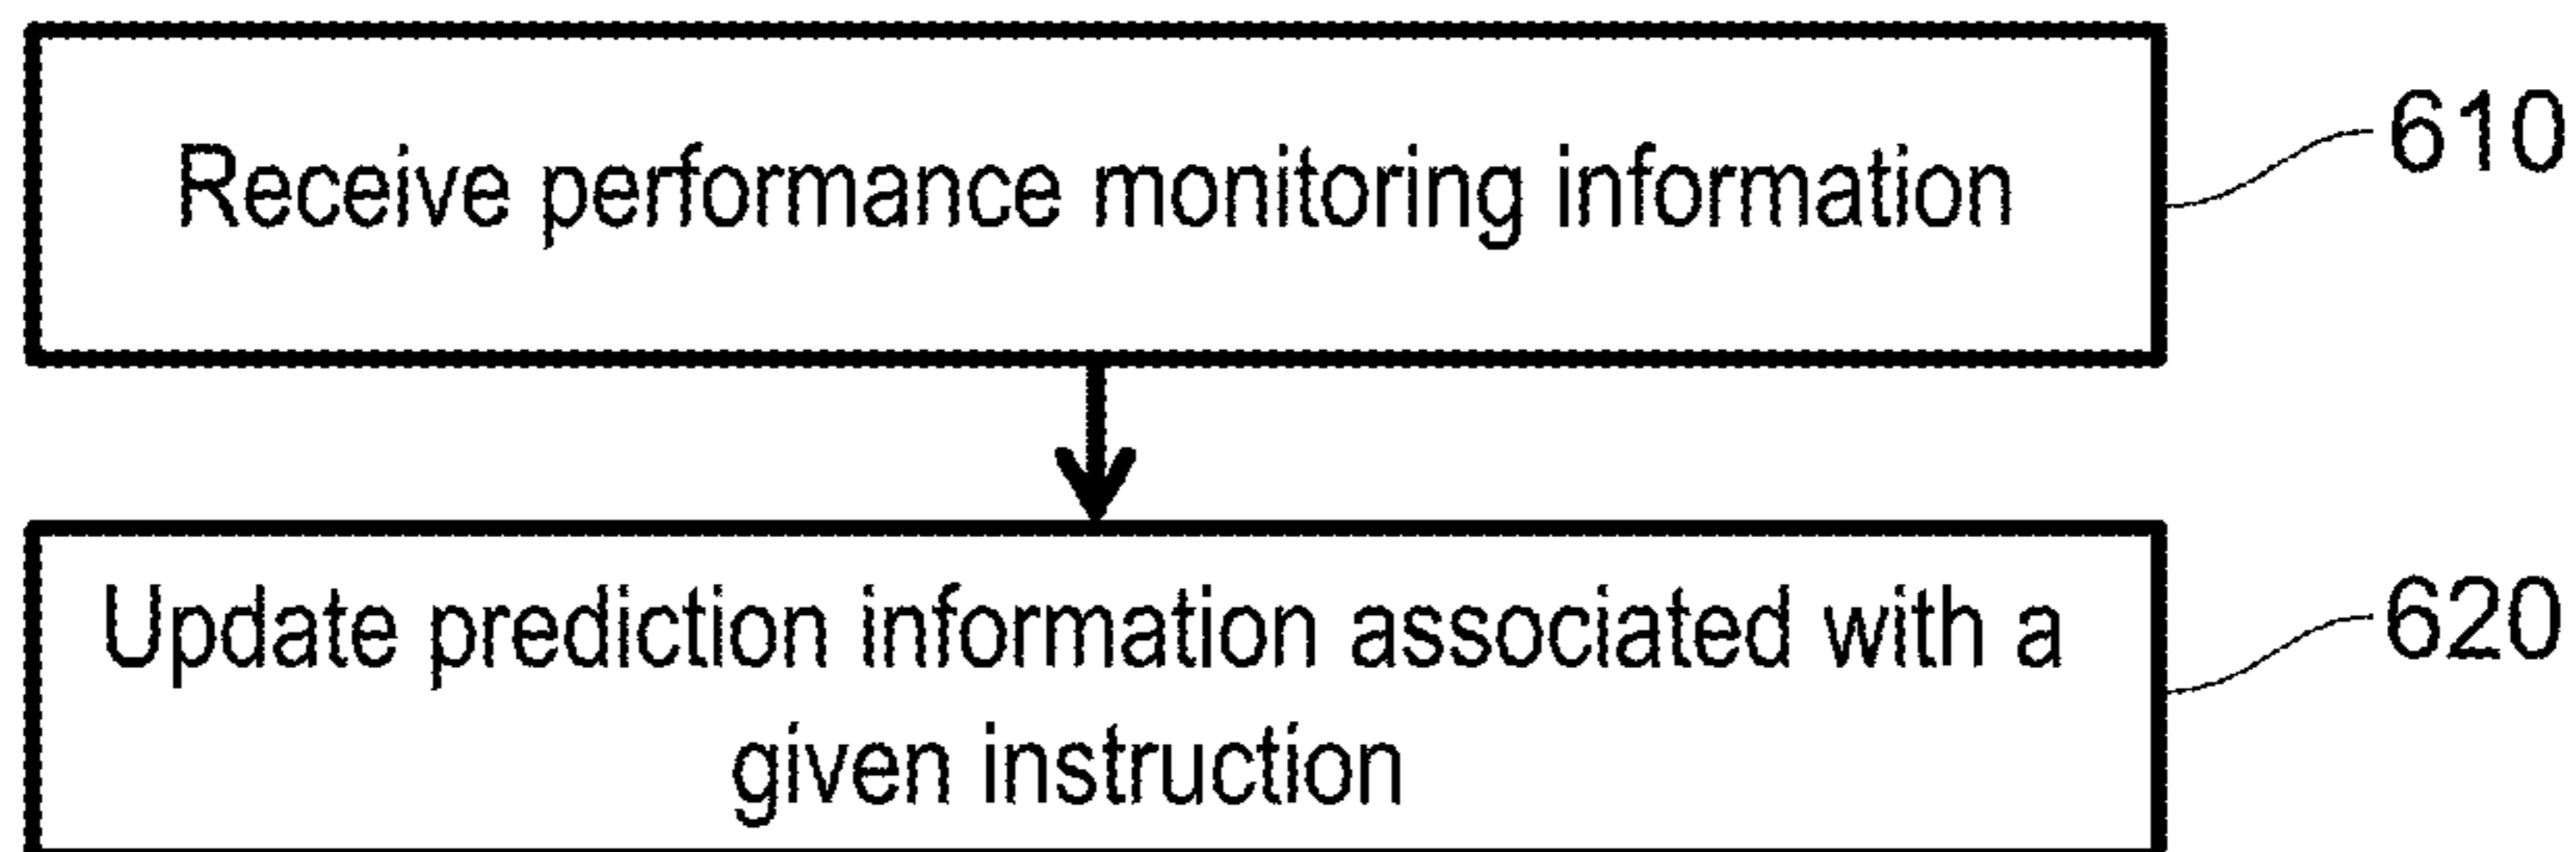 Receive performance monitoring information
610
Update prediction information associated with a
given instruction
620